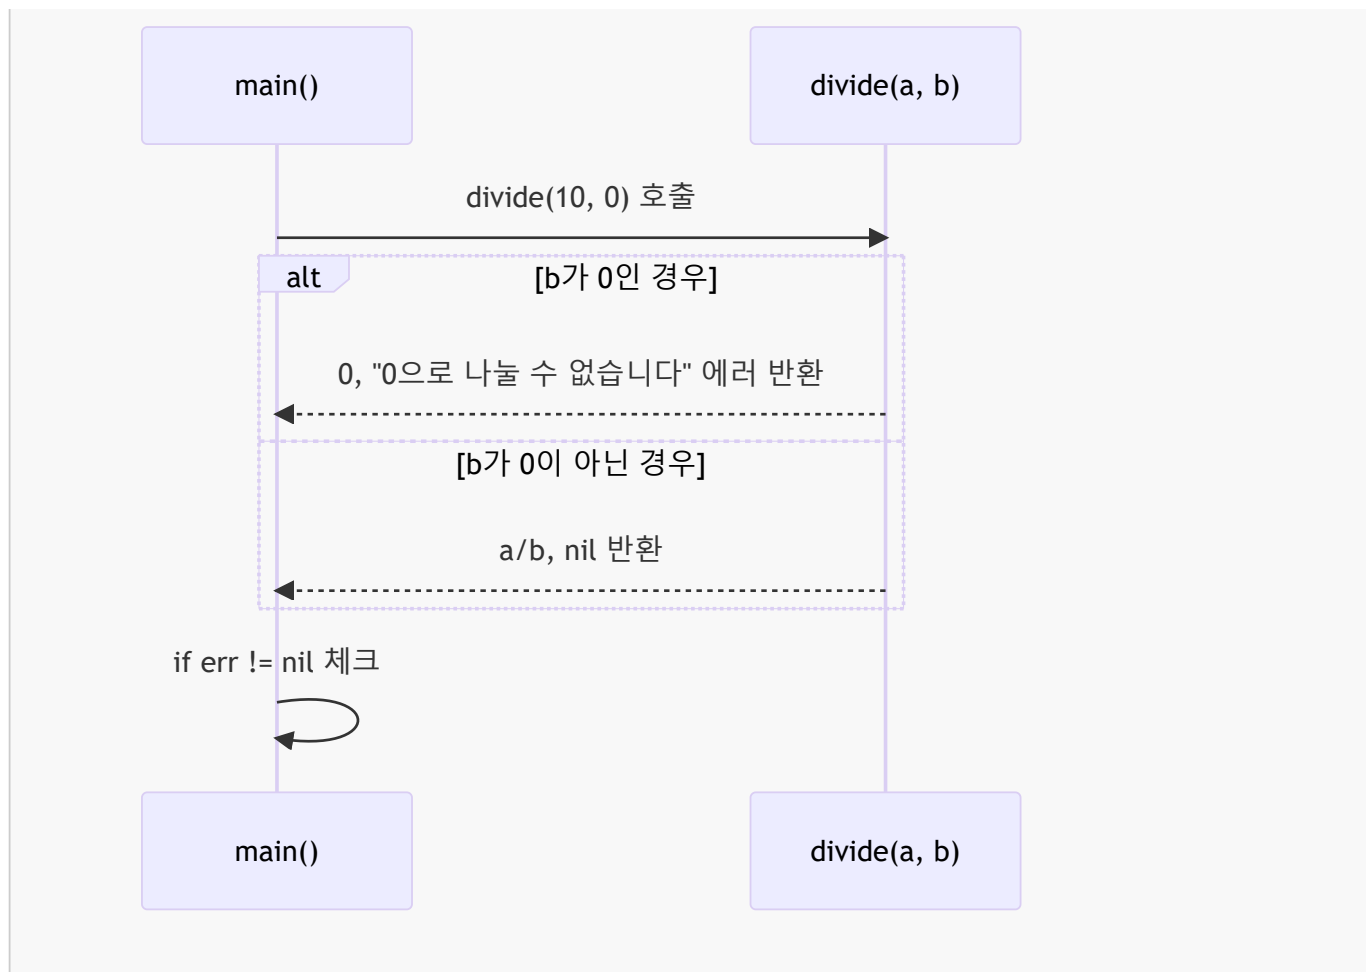 main()
divide(a, b)
divide(10, 0) 호출
alt
[b가 0인 경우]
0, "0으로 나눌 수 없습니다" 에러 반환
[b가 0이 아닌 경우]
a/b, nil 반환
if err != nil 체크
main()
divide(a, b)